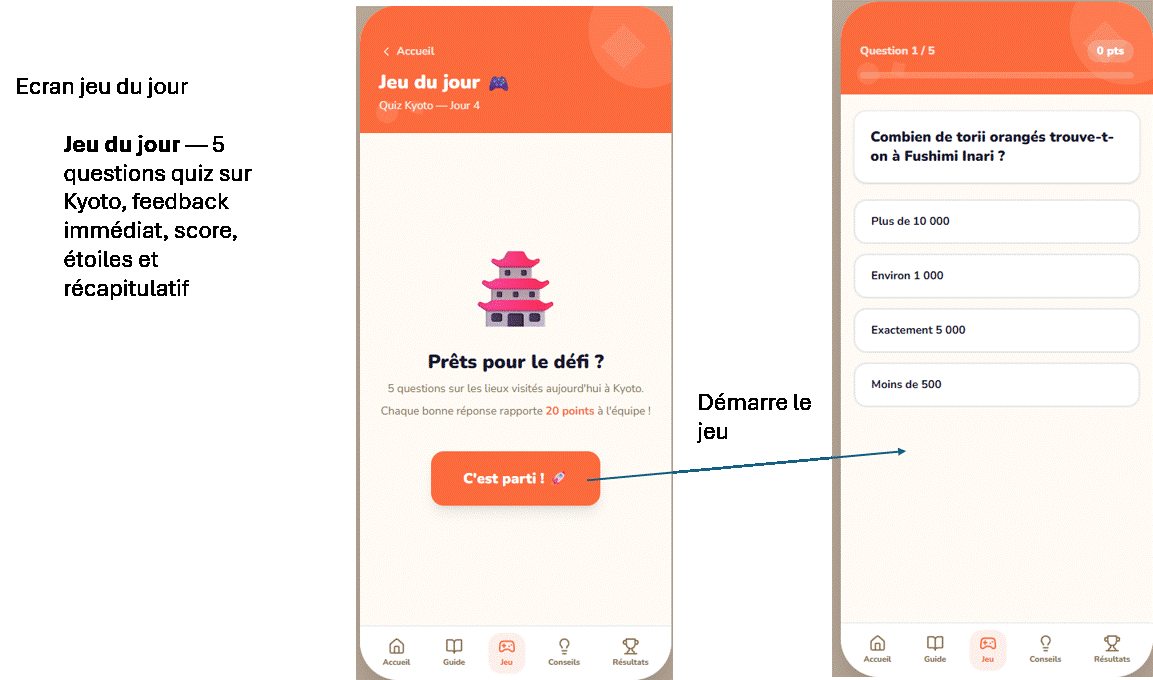 Ecran jeu du jour
Jeu du jour — 5
questions quiz sur
Kyoto, feedback
immédiat, score,
étoiles et
récapitulatif
Accueil
Jeu du jour
Quiz Kyoto — Jour 4
Prêts pour le défi ?
5 questions sur les lieux visités aujourd'hui à Kyoto.
Chaque bonne réponse rapporte 20 points à l'équipe !
C'est parti !
Accueil Guide Jeu Conseils Résultats
Démarre le
jeu
Question 1 / 5 0 pts
Combien de torii orangés trouve-t-
on à Fushimi Inari ?
Plus de 10 000
Environ 1 000
Exactement 5 000
Moins de 500
Accueil Guide Jeu Conseils Résultats